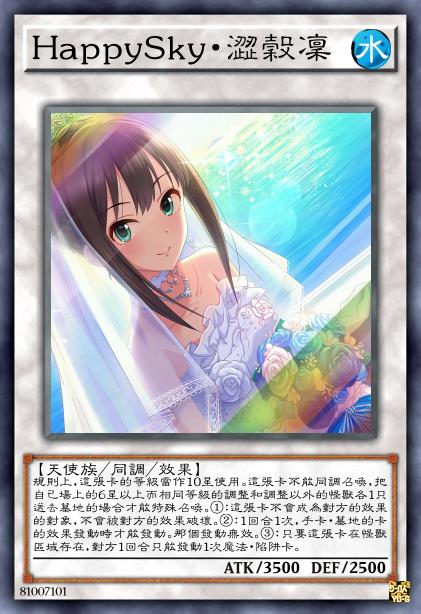 HappySky・澀穀凜
水
【天使族／同調／效果】
規則上，這張卡的等級當作10星使用。這張卡不能同調召喚，把
自己場上的6星以上而相同等級的調整和調整以外的怪獸各1只
送去墓地的場合才能特殊召喚。①：這張卡不會成為對方的效果
的對象，不會被對方的效果破壞。②：1回合1次，手卡·墓地的卡
的效果發動時才能發動。那個發動無效。③：只要這張卡在怪獸
區域存在，對方1回合只能發動1次魔法·陷阱卡。
ATK/3500 DEF/2500
81007101